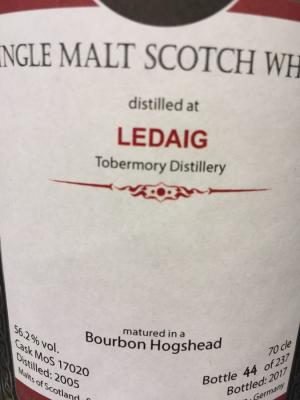 INGLE MALT SCOTCH WH
distilled at
LEDAIG
Tobermory Distillery
matured in a
Bourbon Hogshead
56.2% vol.
Cask MoS 17020
Distilled: 2005
Malts of Scotland
70 cle
Bottle 44 of 237
Bottled: 2017
Germany